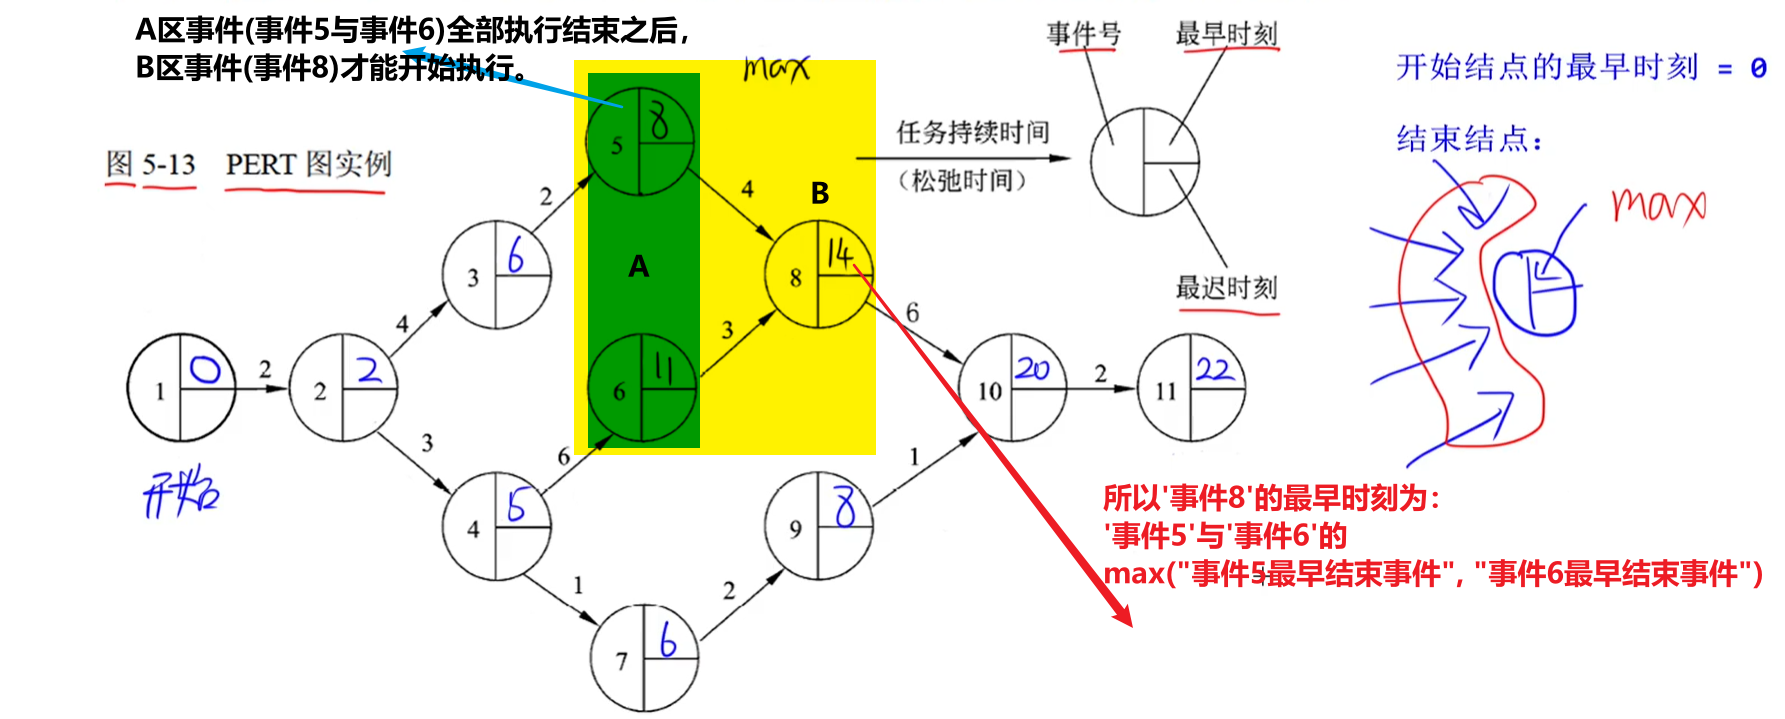 A区事件(事件5与事件6)全部执行结束之后，
B区事件(事件8)才能开始执行。
max
事件号
最早时刻
开始结点的最早时刻 = 0
任务持续时间
（松弛时间）
结束结点：
图 5-13 PERT 图实例
5
8
2
4
B
max
3
6
A
8
14
最迟时刻
4
3
6
1
0
2
2
2
6
11
10
20
2
11
22
开始
3
6
1
4
5
9
8
所以'事件8'的最早时刻为：
'事件5'与'事件6'的
max("事件5最早结束事件", "事件6最早结束事件")
1
2
7
6